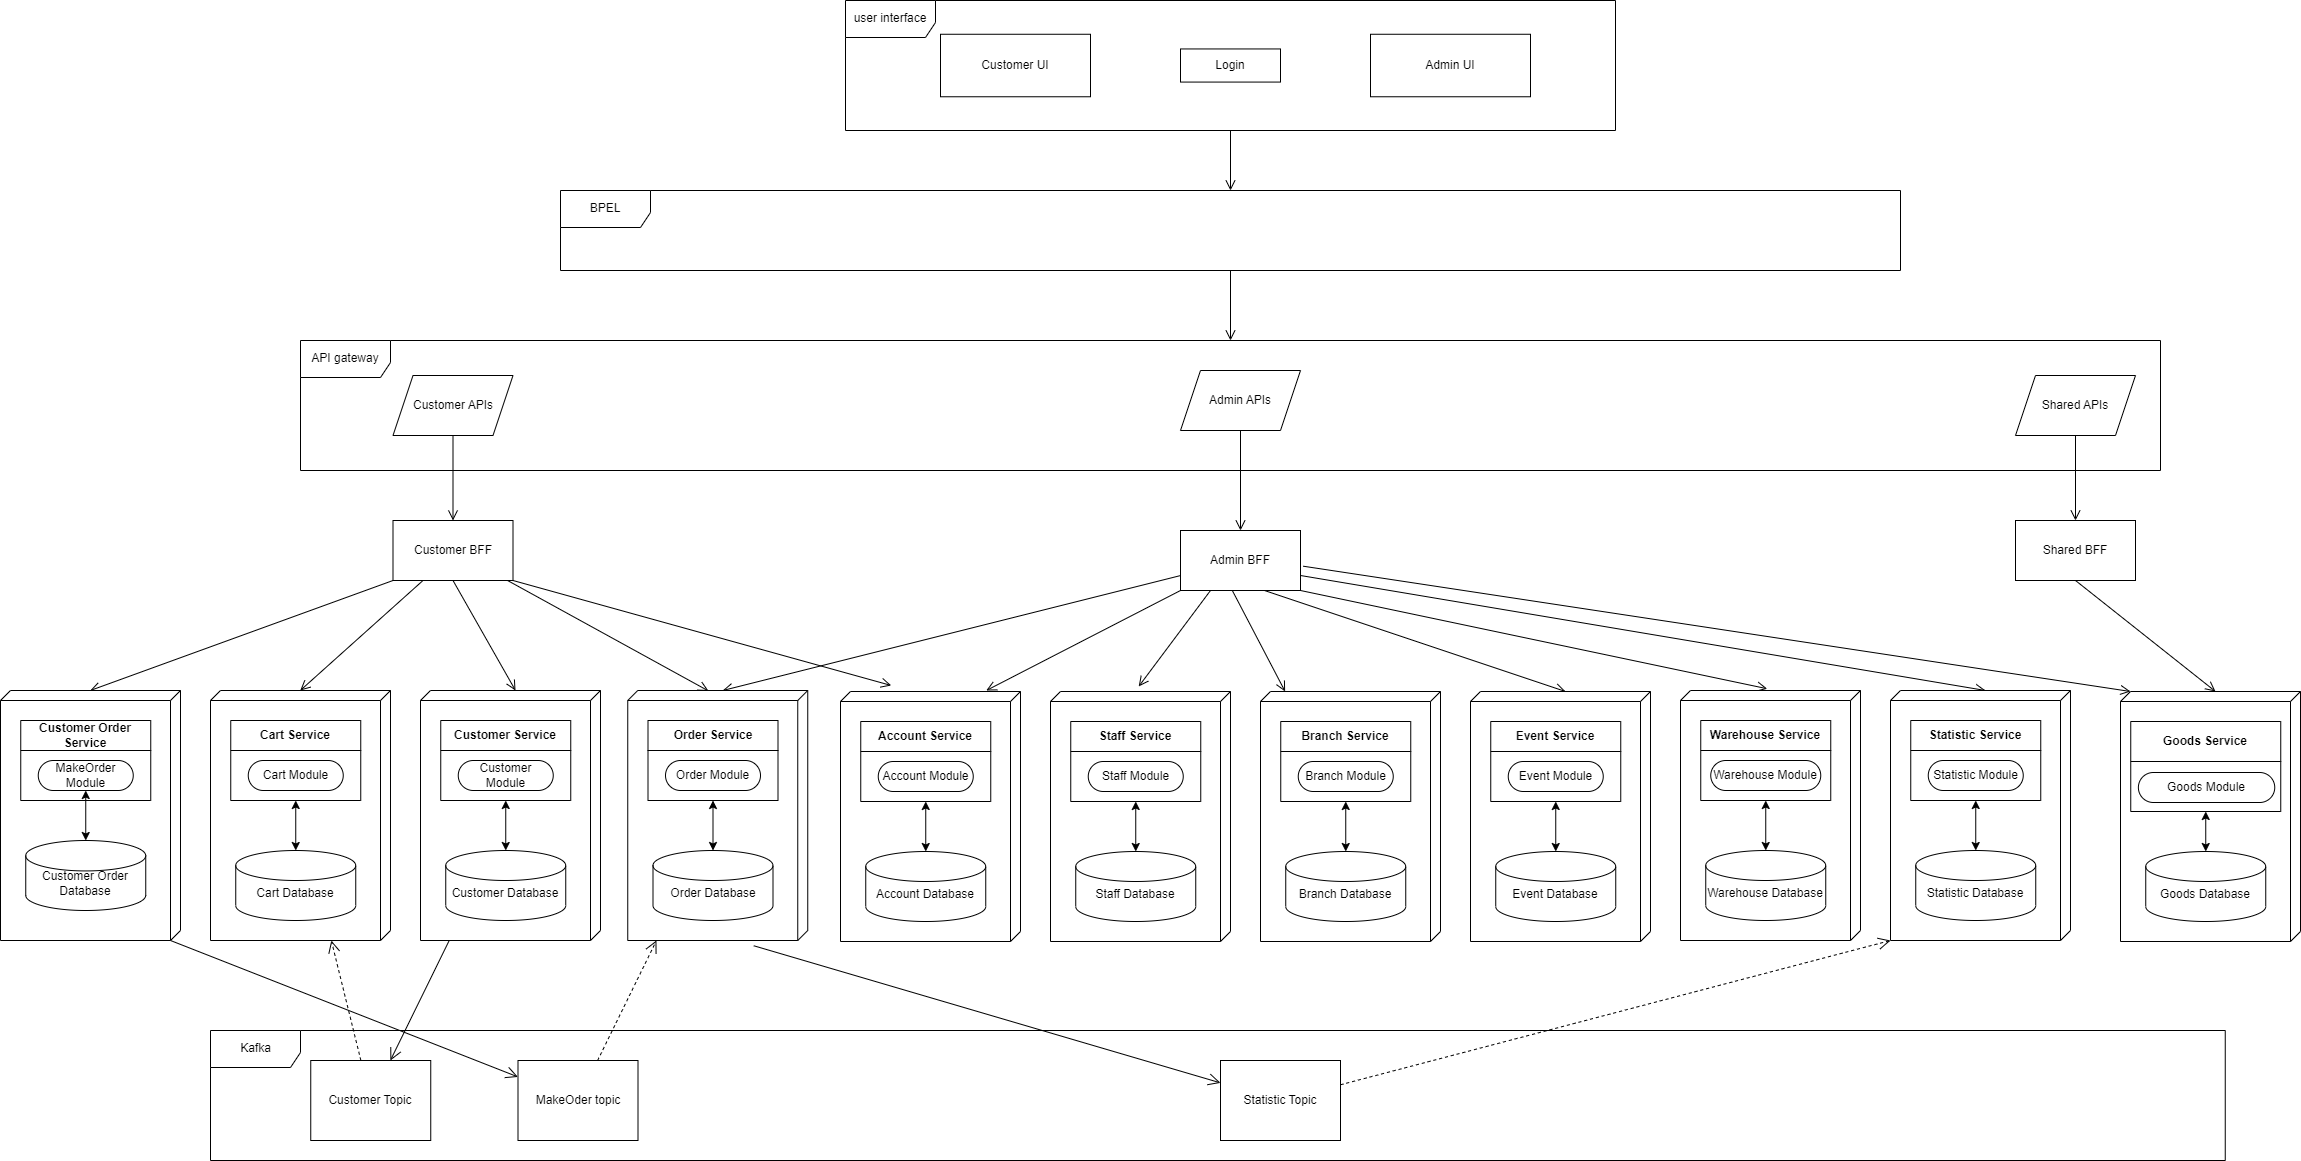 user interface
Customer UI
Login
Admin UI
BPEL
API gateway
Customer APIs
Admin APIs
Shared APIs
Customer BFF
Admin BFF
Shared BFF
Customer Order
Service
MakeOrder
Module
Customer Order
Database
Cart Service
Cart Module
Cart Database
Customer Service
Customer
Module
Customer Database
Order Service
Order Module
Order Database
Account Service
Account Module
Account Database
Staff Service
Staff Module
Staff Database
Branch Service
Branch Module
Branch Database
Event Service
Event Module
Event Database
Warehouse Service
Warehouse Module
Warehouse Database
Statistic Service
Statistic Module
Statistic Database
Goods Service
Goods Module
Goods Database
Kafka
Customer Topic
MakeOder topic
Statistic Topic